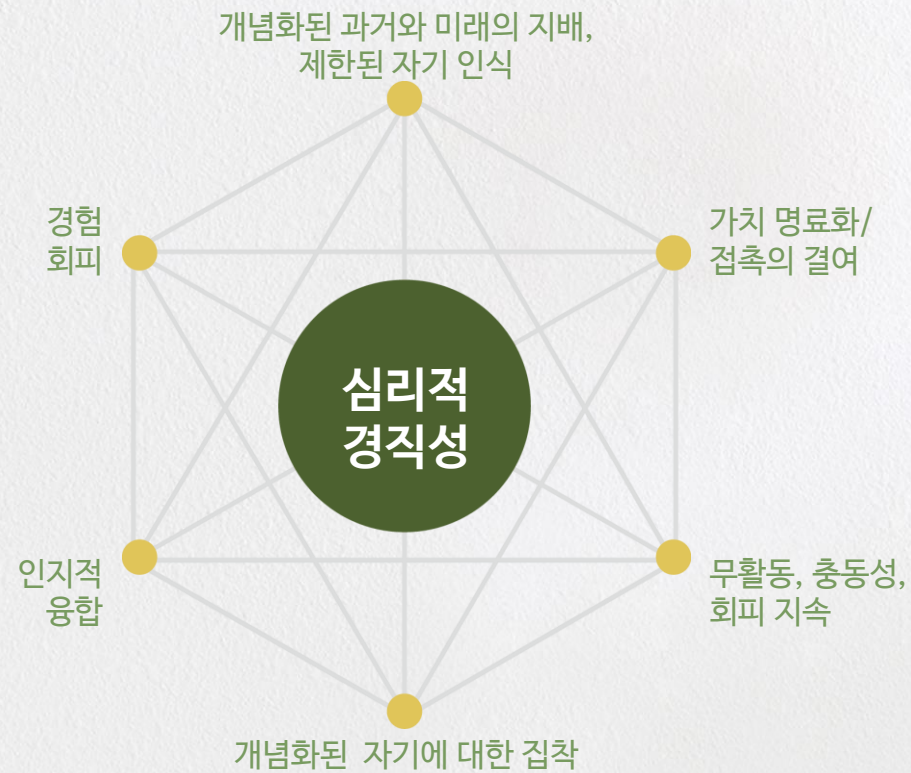 개념화된 과거와 미래의 지배,
제한된 자기 인식
경험
회피
가치 명료화/
접촉의 결여
심리적
경직성
인지적
융합
무활동, 충동성,
회피 지속
개념화된 자기에 대한 집착